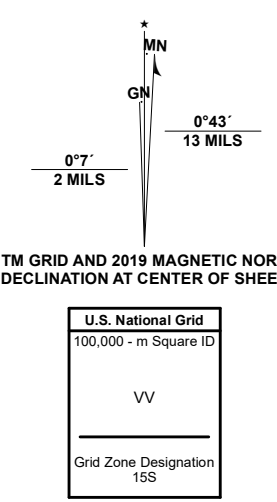 ★
MN
GN
0°43´
13 MILS
0°7´
2 MILS
TM GRID AND 2019 MAGNETIC NOR
DECLINATION AT CENTER OF SHEE
U.S. National Grid
100,000 - m Square ID
VV
Grid Zone Designation
15S